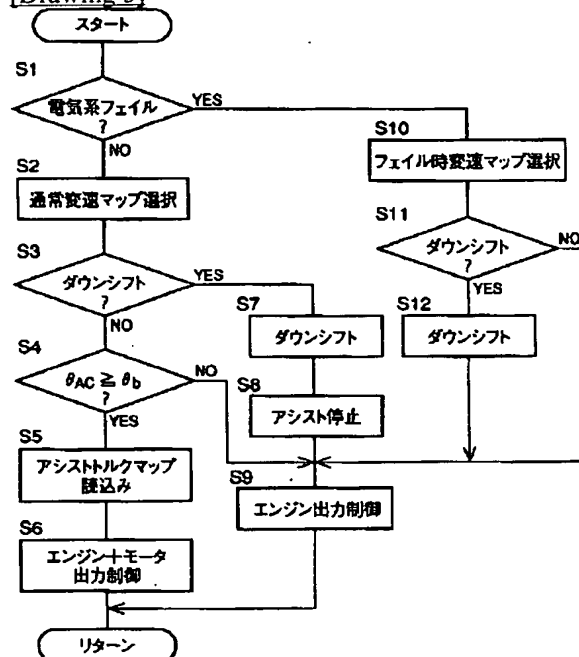 スタート
S1
電気系フェイル
?
YES
NO
S2
通常変速マップ選択
S3
ダウンシフト
?
YES
NO
S4
θAC ≧ θb
?
NO
YES
S5
アシストトルクマップ
読込み
S6
エンジン+モータ
出力制御
リターン
S7
ダウンシフト
S8
アシスト停止
S9
エンジン出力制御
S10
フェイル時変速マップ選択
S11
ダウンシフト
?
NO
YES
S12
ダウンシフト